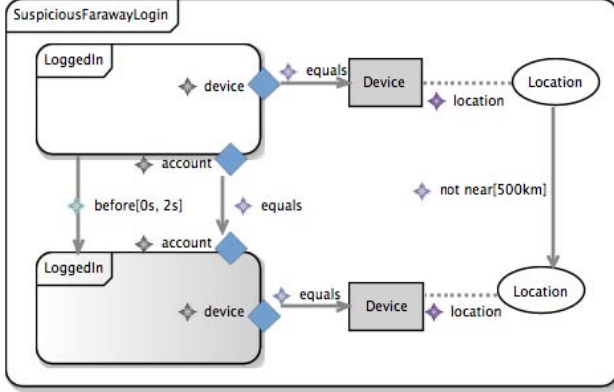 SuspiciousFarawayLogin
LoggedIn
device
equals
Device
location
Location
account
before[0s, 2s]
equals
not near[500km]
account
LoggedIn
device
equals
Device
location
Location